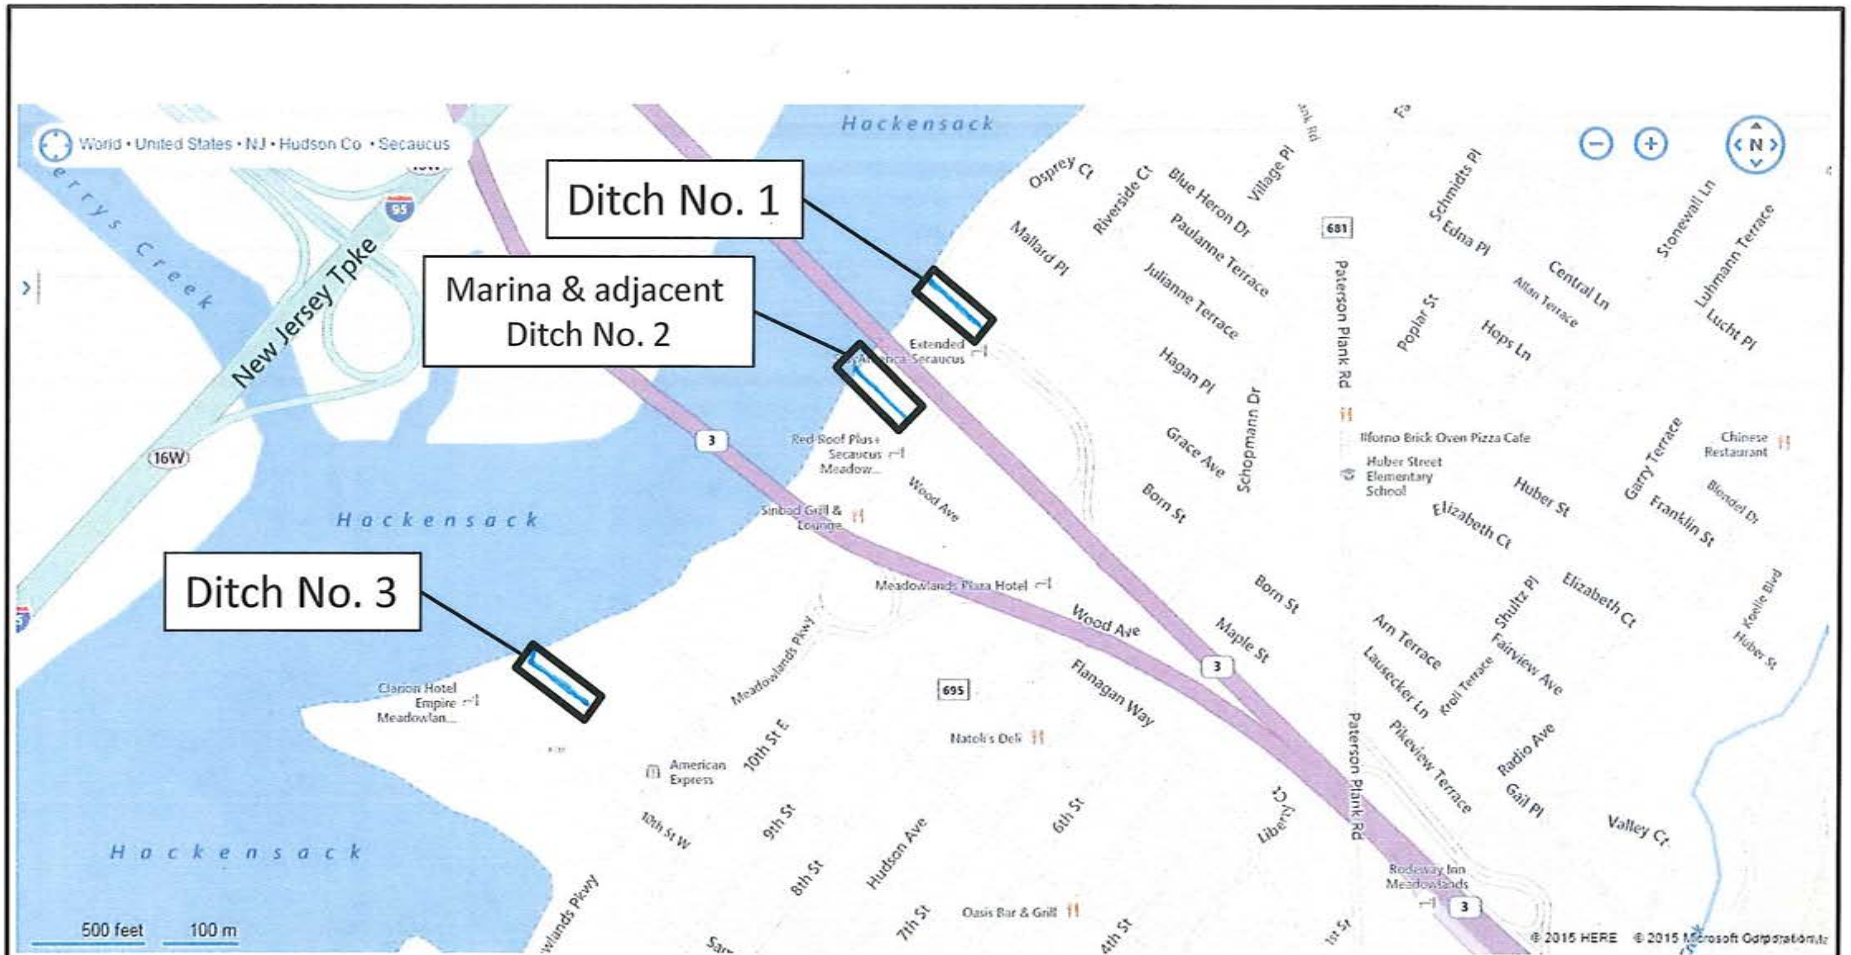 Hackensack
World • United States • NJ • Hudson Co • Secaucus
N
95
errys Creek
New Jersey Tpke
Ditch No. 1
Marina & adjacent
Ditch No. 2
Osprey Ct
Riverside Ct
Blue Heron Dr
Village Pl
ank Rd
Mallard Pl
Paulanne Terrace
Julianne Terrace
681
Schmidts Pl
Edna Pl
Stonewall Ln
Luhmann Terrace
Central Ln
Allan Terrace
Lucht Pl
Poplar St
Hops Ln
Paterson Plank Rd
Extended
Secaucus
Hagan Pl
Schopmann Dr
Grace Ave
Born St
3
16W
Red Roof Plus+
Secaucus
Meadow...
Wood Ave
Sinbad Grill &
Lounge
Ilforno Brick Oven Pizza Cafe
Huber Street
Elementary
School
Chinese
Restaurant
Garry Terrace
Blondel Dr
Franklin St
Huber St
Elizabeth Ct
Hackensack
Ditch No. 3
Meadowlands Plaza Hotel
Wood Ave
Born St
Maple St
3
Shultz Pl
Elizabeth Ct
Koelle Blvd
Huber St
Arn Terrace
Fairview Ave
Lausecker Ln
Kroll Terrace
Meadowlands Pkwy
Flanagan Way
695
Clarion Hotel
Empire
Meadowlan...
Natoli's Deli
10th St E
American
Express
Paterson Plank Rd
Pikeview Terrace
Radio Ave
Gail Pl
Valley Ct
Liberty Ct
10th St W
9th St
8th St
Hudson Ave
6th St
Hackensack
Rodeway Inn
Meadowlands
3
wlands Pkwy
7th St
Oasis Bar & Grill
4th St
1st St
500 feet
100 m
© 2015 HERE © 2015 Microsoft Corporation